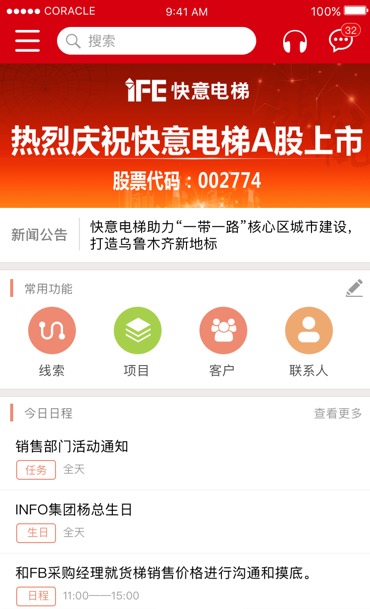 CORACLE
9:41 AM
100%
搜索
32
IFE 快意电梯
热烈庆祝快意电梯A股上市
股票代码：002774
新闻公告
快意电梯助力“一带一路”核心区城市建设，
打造乌鲁木齐新地标
常用功能
线索
项目
客户
联系人
今日日程
查看更多
销售部门活动通知
任务
全天
INFO集团杨总生日
生日
全天
和FB采购经理就货梯销售价格进行沟通和摸底。
日程
11:00——15:00